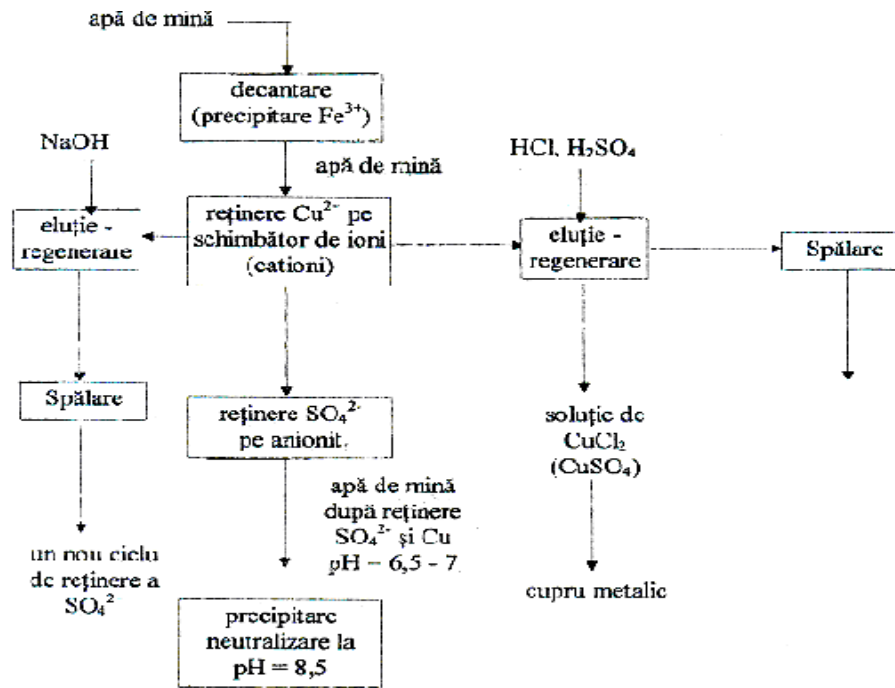 apă de mină
decantare
(precipitare Fe³⁺)
NaOH
apă de mină
HCl, H₂SO₄
eluție -
regenerare
reținere Cu²⁺ pe
schimbător de ioni
(cationi)
eluție -
regenerare
Spălare
Spălare
reținere SO₄²⁻
pe anionit
soluție de
CuCl₂
(CuSO₄)
apă de mină
după reținere
SO₄²⁻ și Cu
pH = 6,5 - 7
un nou ciclu
de reținere a
SO₄²
cupru metalic
precipitare
neutralizare la
pH = 8,5